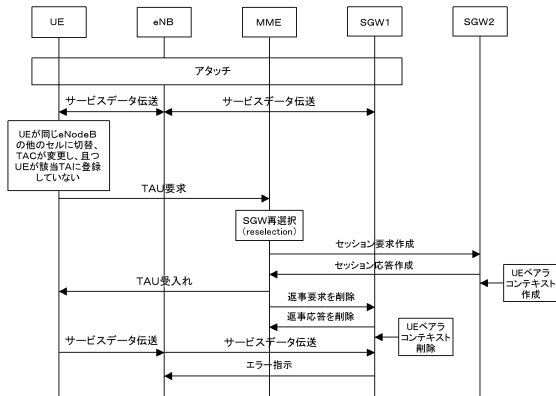 UE
eNB
MME
SGW1
SGW2
アタッチ
サービスデータ伝送
サービスデータ伝送
UEが同じeNodeB
の他のセルに切替、
TACが変更し、且つ
UEが該当TAに登録
していない
TAU要求
SGW再選択
(reselection)
セッション要求作成
セッション応答作成
UEベアラ
コンテキスト
作成
TAU受入れ
返事要求を削除
返事応答を削除
UEベアラ
コンテキスト
削除
サービスデータ伝送
サービスデータ伝送
エラー指示